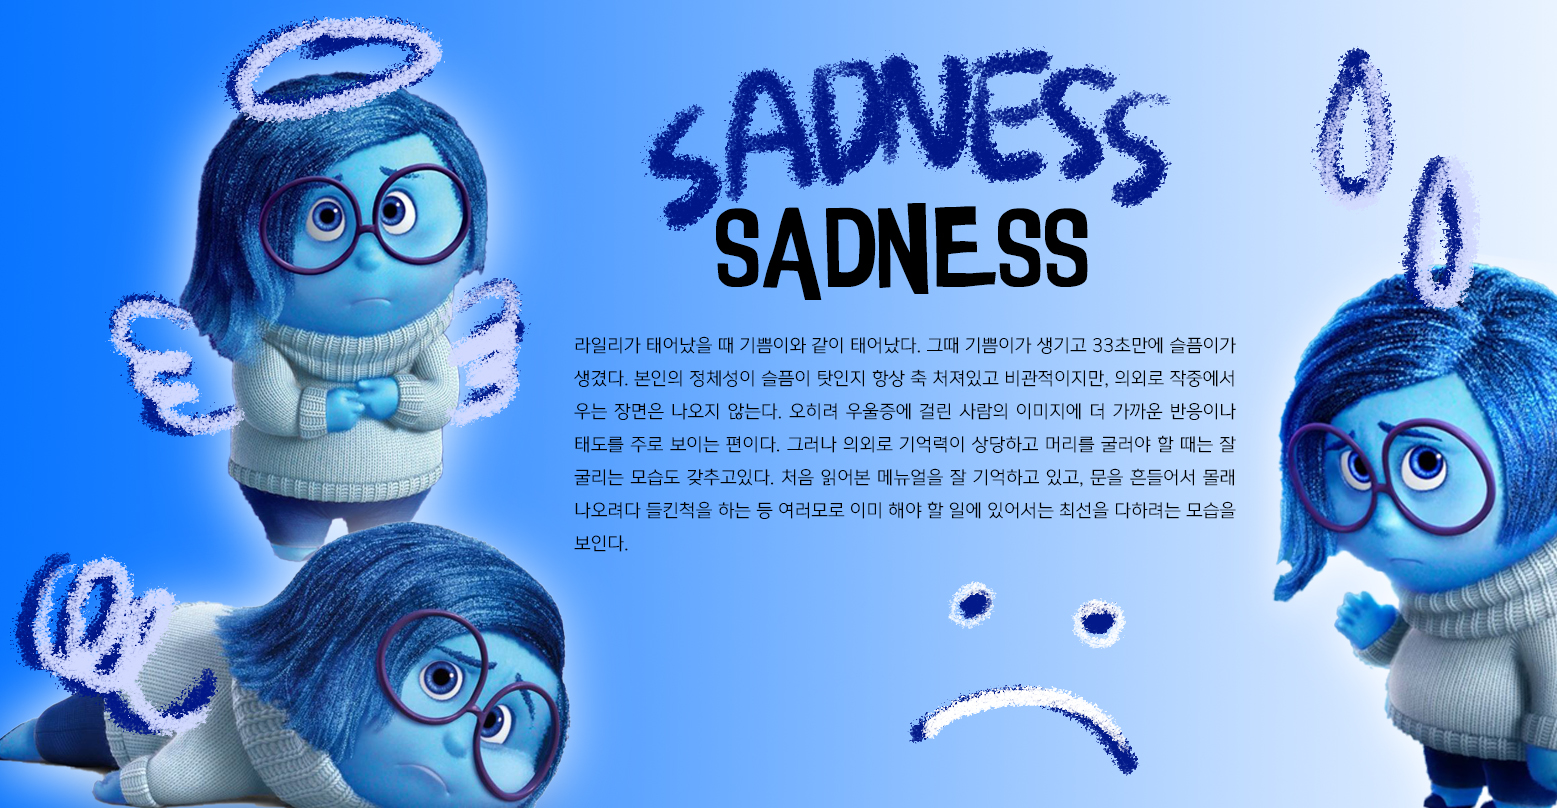 SADNESS
SADNESS
라일리가 태어났을 때 기쁨이와 같이 태어났다. 그때 기쁨이가 생기고 33초만에 슬픔이가
생겼다. 본인의 정체성이 슬픔이 탓인지 항상 축 처져있고 비관적이지만, 의외로 작중에서
우는 장면은 나오지 않는다. 오히려 우울증에 걸린 사람의 이미지에 더 가까운 반응이나
태도를 주로 보이는 편이다. 그러나 의외로 기억력이 상당하고 머리를 굴러야 할 때는 잘
굴리는 모습도 갖추고있다. 처음 읽어본 메뉴얼을 잘 기억하고 있고, 문을 흔들어서 몰래
나오려다 들킨척을 하는 등 여러모로 이미 해야 할 일에 있어서는 최선을 다하려는 모습을
보인다.